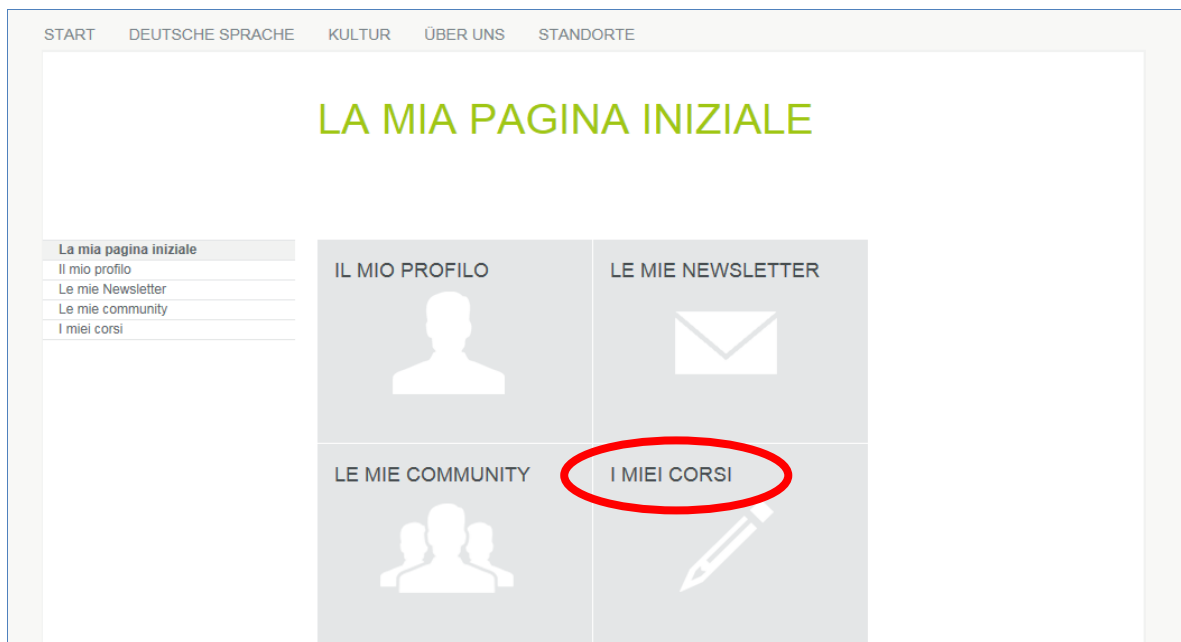 START DEUTSCHE SPRACHE KULTUR ÜBER UNS STANDORTE
LA MIA PAGINA INIZIALE
La mia pagina iniziale
Il mio profilo
Le mie Newsletter
Le mie community
I miei corsi
IL MIO PROFILO
LE MIE NEWSLETTER
LE MIE COMMUNITY
I MIEI CORSI